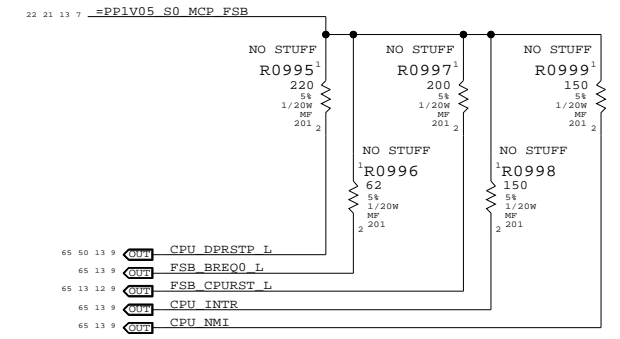 22 21 13 7 =PP1V05_S0_MCP_FSB
NO STUFF
R0995 1
220
5%
1/20W
MF
201 2
NO STUFF
R0997 1
200
5%
1/20W
MF
201 2
NO STUFF
R0999 1
150
5%
1/20W
MF
201 2
NO STUFF
1 R0996
62
5%
1/20W
MF
2 201
NO STUFF
1 R0998
150
5%
1/20W
MF
2 201
65 50 13 9 OUT CPU_DPRSTP_L
65 13 9 OUT FSB_BREQ0_L
65 13 12 9 OUT FSB_CPURST_L
65 13 9 OUT CPU_INTR
65 13 9 OUT CPU_NMI